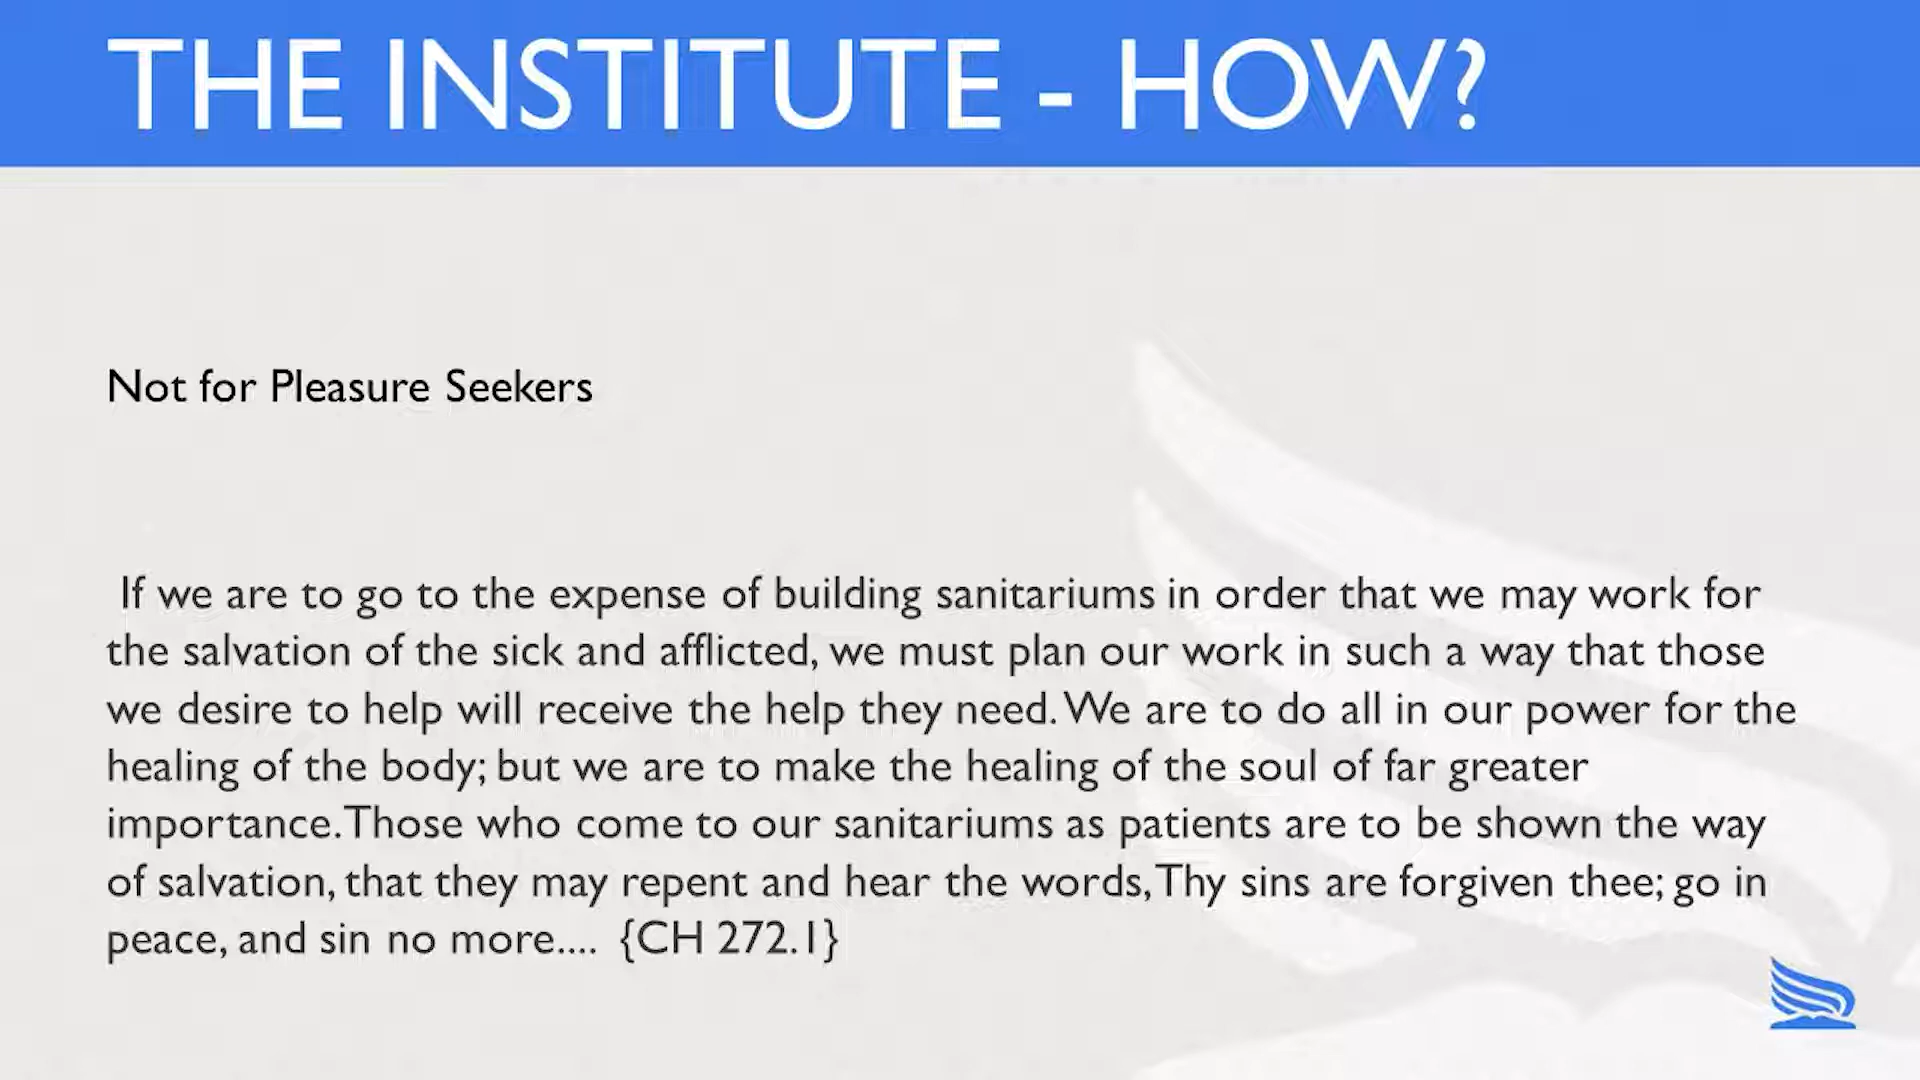 THE INSTITUTE - HOW?
Not for Pleasure Seekers
If we are to go to the expense of building sanitariums in order that we may work for
the salvation of the sick and afflicted, we must plan our work in such a way that those
we desire to help will receive the help they need. We are to do all in our power for the
healing of the body; but we are to make the healing of the soul of far greater
importance. Those who come to our sanitariums as patients are to be shown the way
of salvation, that they may repent and hear the words, Thy sins are forgiven thee; go in
peace, and sin no more.... {CH 272.1}